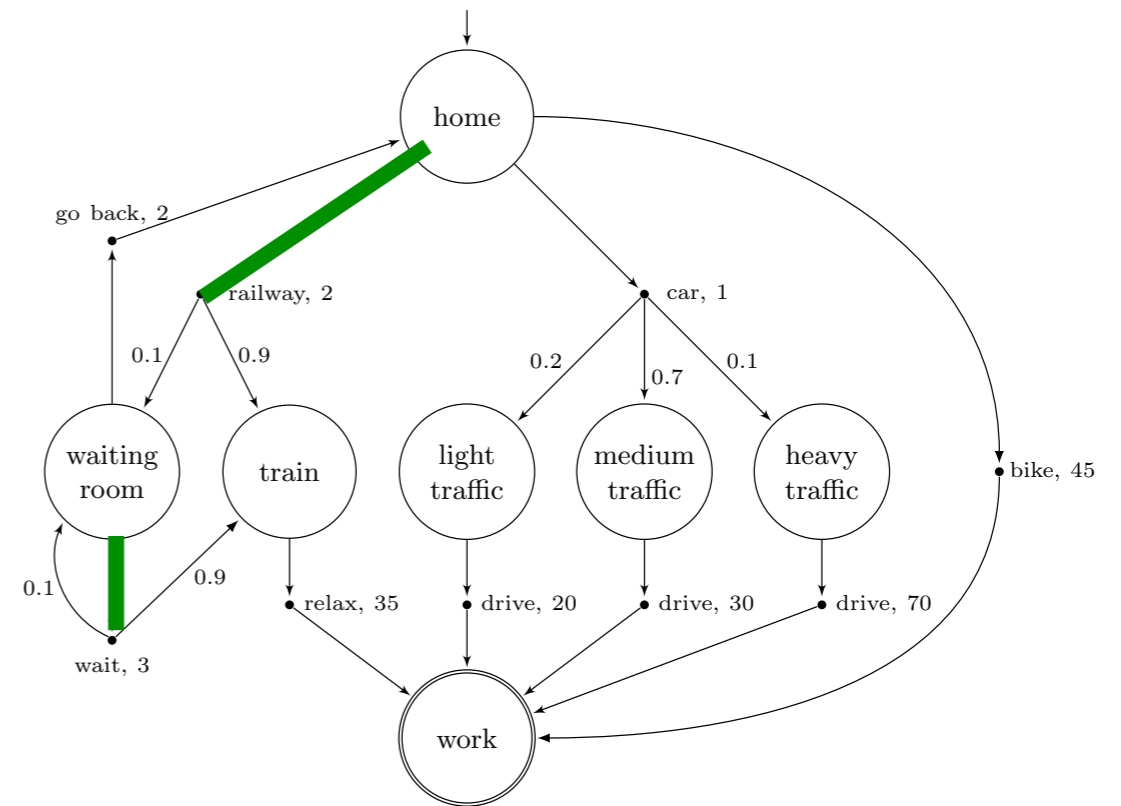 home
go back, 2
railway, 2
car, 1
0.1
0.9
0.2
0.7
0.1
waiting
room
train
light
traffic
medium
traffic
heavy
traffic
bike, 45
0.1
0.9
relax, 35
drive, 20
drive, 30
drive, 70
wait, 3
work